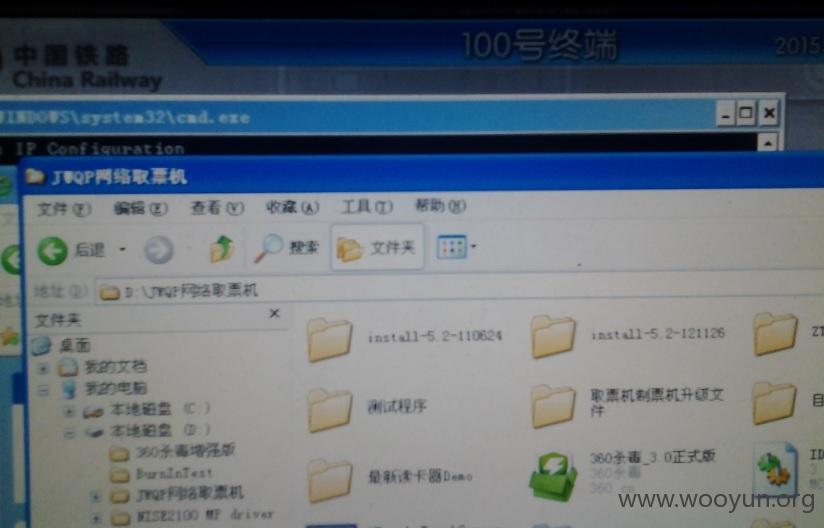 中国铁路
China Railway
100号终端
2015.
WINDOWS\system32\cmd.exe
IP Configuration
JWQP网络取票机
文件(F) 编辑(E) 查看(V) 收藏(A) 工具(T) 帮助(H)
后退 搜索 文件夹
地址(D) D:\JWQP网络取票机
文件夹
桌面
我的文档
我的电脑
本地磁盘 (C:)
本地磁盘 (D:)
360杀毒增强版
BurnInTest
JWQP网络取票机
NISE2100 MP driver
install-5.2-110624
install-5.2-121126
ZT
测试程序
取票机制票机升级文
件
自
最新读卡器Demo
360杀毒_3.0正式版
360杀毒
360.cn
ID
3
www.wooyun.org